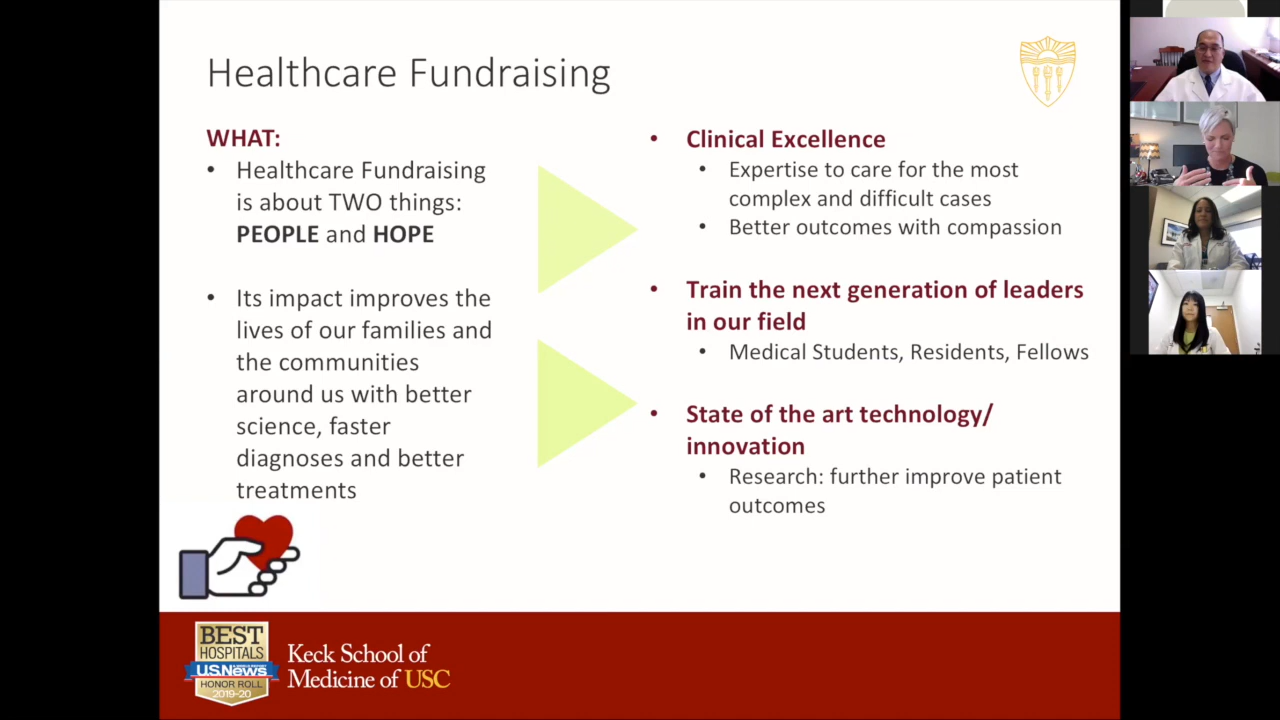 Healthcare Fundraising
WHAT:
• Healthcare Fundraising
is about TWO things:
PEOPLE and HOPE
• Its impact improves the
lives of our families and
the communities
around us with better
science, faster
diagnoses and better
treatments
• Clinical Excellence
• Expertise to care for the most
complex and difficult cases
• Better outcomes with compassion
• Train the next generation of leaders
in our field
• Medical Students, Residents, Fellows
• State of the art technology/
innovation
• Research: further improve patient
outcomes
BEST
HOSPITALS
U.S.News
HONOR ROLL
2019-20
Keck School of
Medicine of USC